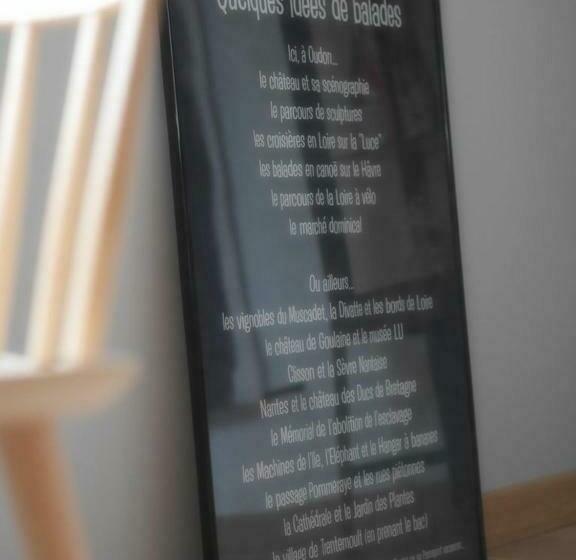 Quelques idées de balades
Ici, à Oudon...
le château et sa scénographie
le parcours de sculptures
les croisières en Loire sur la "Luce"
les balades en canoë sur le Hâvre
le parcours de la Loire à vélo
le marché dominical
Ou ailleurs...
les vignobles du Muscadet, la Divatte et les bords de Loire
le château de Goulaine et le musée LU
Clisson et la Sèvre Nantaise
Nantes et le château des Ducs de Bretagne
le Mémorial de l'abolition de l'esclavage
les Machines de l'Ile, l'Eléphant et le Hangar à bananes
le passage Pommeraye et les rues piétonnes
la Cathédrale et le Jardin des Plantes
le village de Trentemoult (en prenant le bac)